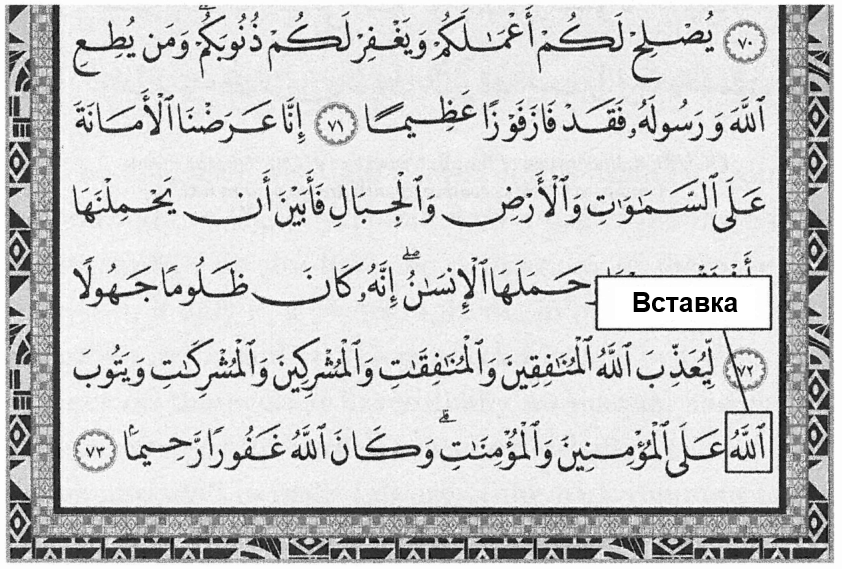 ٧٠ يُصْلِحْ لَكُمْ أَعْمَـٰلَكُمْ وَيَغْفِرْ لَكُمْ ذُنُوبَكُمْ ۗ وَمَن يُطِعِ
ٱللَّهَ وَرَسُولَهُۥ فَقَدْ فَازَ فَوْزًا عَظِيمًا ٧١ إِنَّا عَرَضْنَا ٱلْأَمَانَةَ
عَلَى ٱلسَّمَـٰوَٰتِ وَٱلْأَرْضِ وَٱلْجِبَالِ فَأَبَيْنَ أَن يَحْمِلْنَهَا
حَمَلَهَا ٱلْإِنسَـٰنُ ۖ إِنَّهُۥ كَانَ ظَلُومًا جَهُولًا
Вставка
٧٢ لِّيُعَذِّبَ ٱللَّهُ ٱلْمُنَـٰفِقِينَ وَٱلْمُنَـٰفِقَـٰتِ وَٱلْمُشْرِكِينَ وَٱلْمُشْرِكَـٰتِ وَيَتُوبَ
ٱللَّهُ عَلَى ٱلْمُؤْمِنِينَ وَٱلْمُؤْمِنَـٰتِ ۗ وَكَانَ ٱللَّهُ غَفُورًا رَّحِيمًۢا ٧٣